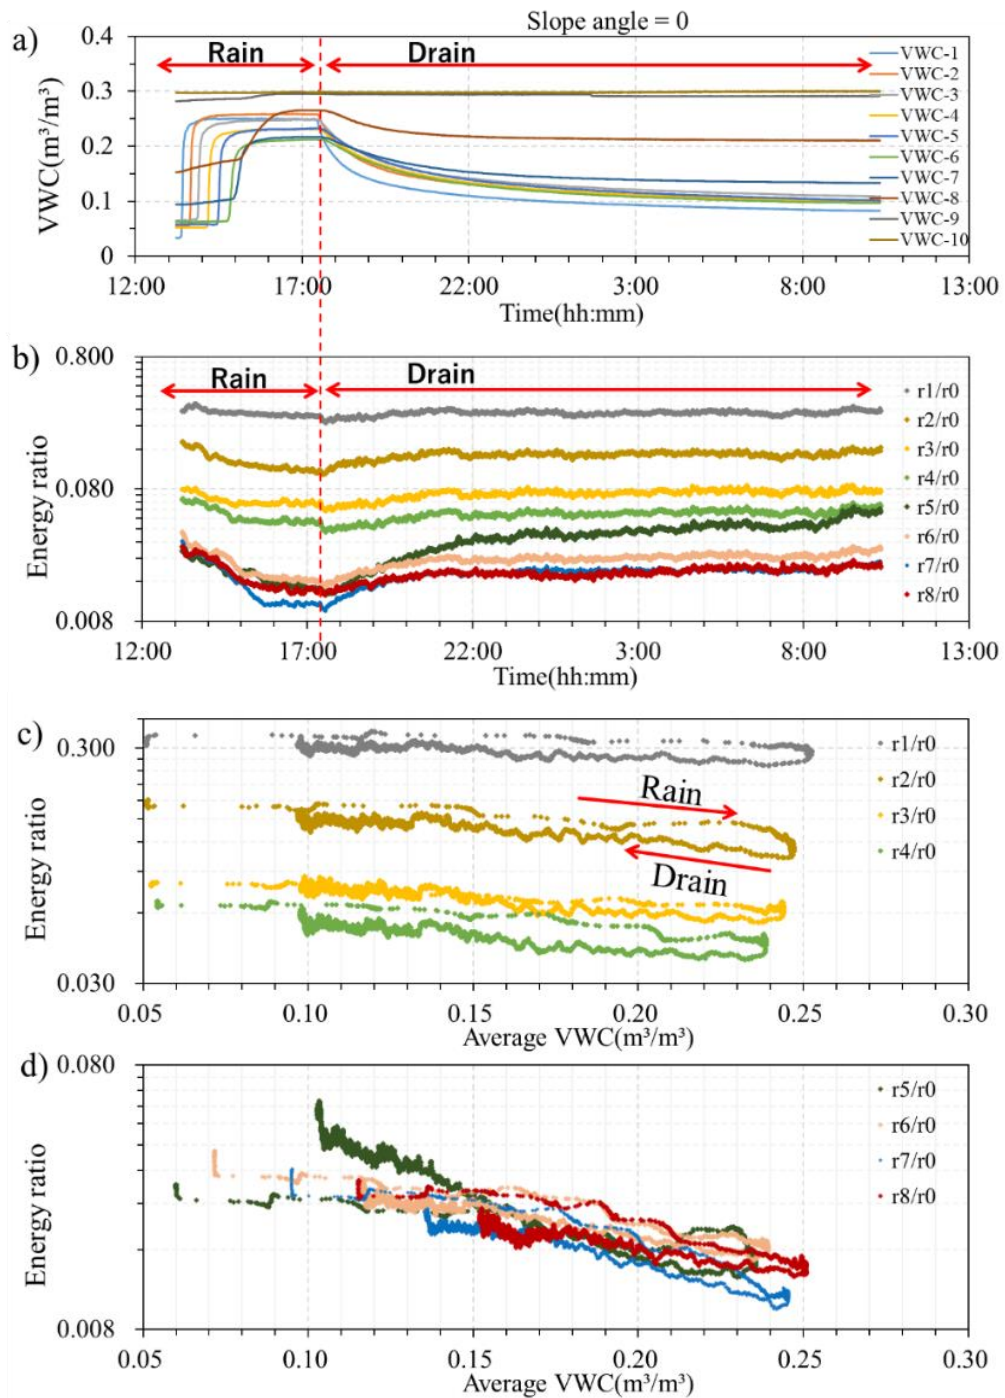 Slope angle = 0
a)
0.4
0.3
0.2
0.1
0
VWC(m³/m³)
Rain
Drain
VWC-1
VWC-2
VWC-3
VWC-4
VWC-5
VWC-6
VWC-7
VWC-8
VWC-9
VWC-10
12:00 17:00 22:00 3:00 8:00 13:00
Time(hh:mm)
b)
0.800
0.080
0.008
Energy ratio
Rain
Drain
r1/r0
r2/r0
r3/r0
r4/r0
r5/r0
r6/r0
r7/r0
r8/r0
12:00 17:00 22:00 3:00 8:00 13:00
Time(hh:mm)
c)
0.300
0.030
Energy ratio
Rain
Drain
r1/r0
r2/r0
r3/r0
r4/r0
0.05 0.10 0.15 0.20 0.25 0.30
Average VWC(m³/m³)
d)
0.080
0.008
Energy ratio
r5/r0
r6/r0
r7/r0
r8/r0
0.05 0.10 0.15 0.20 0.25 0.30
Average VWC(m³/m³)